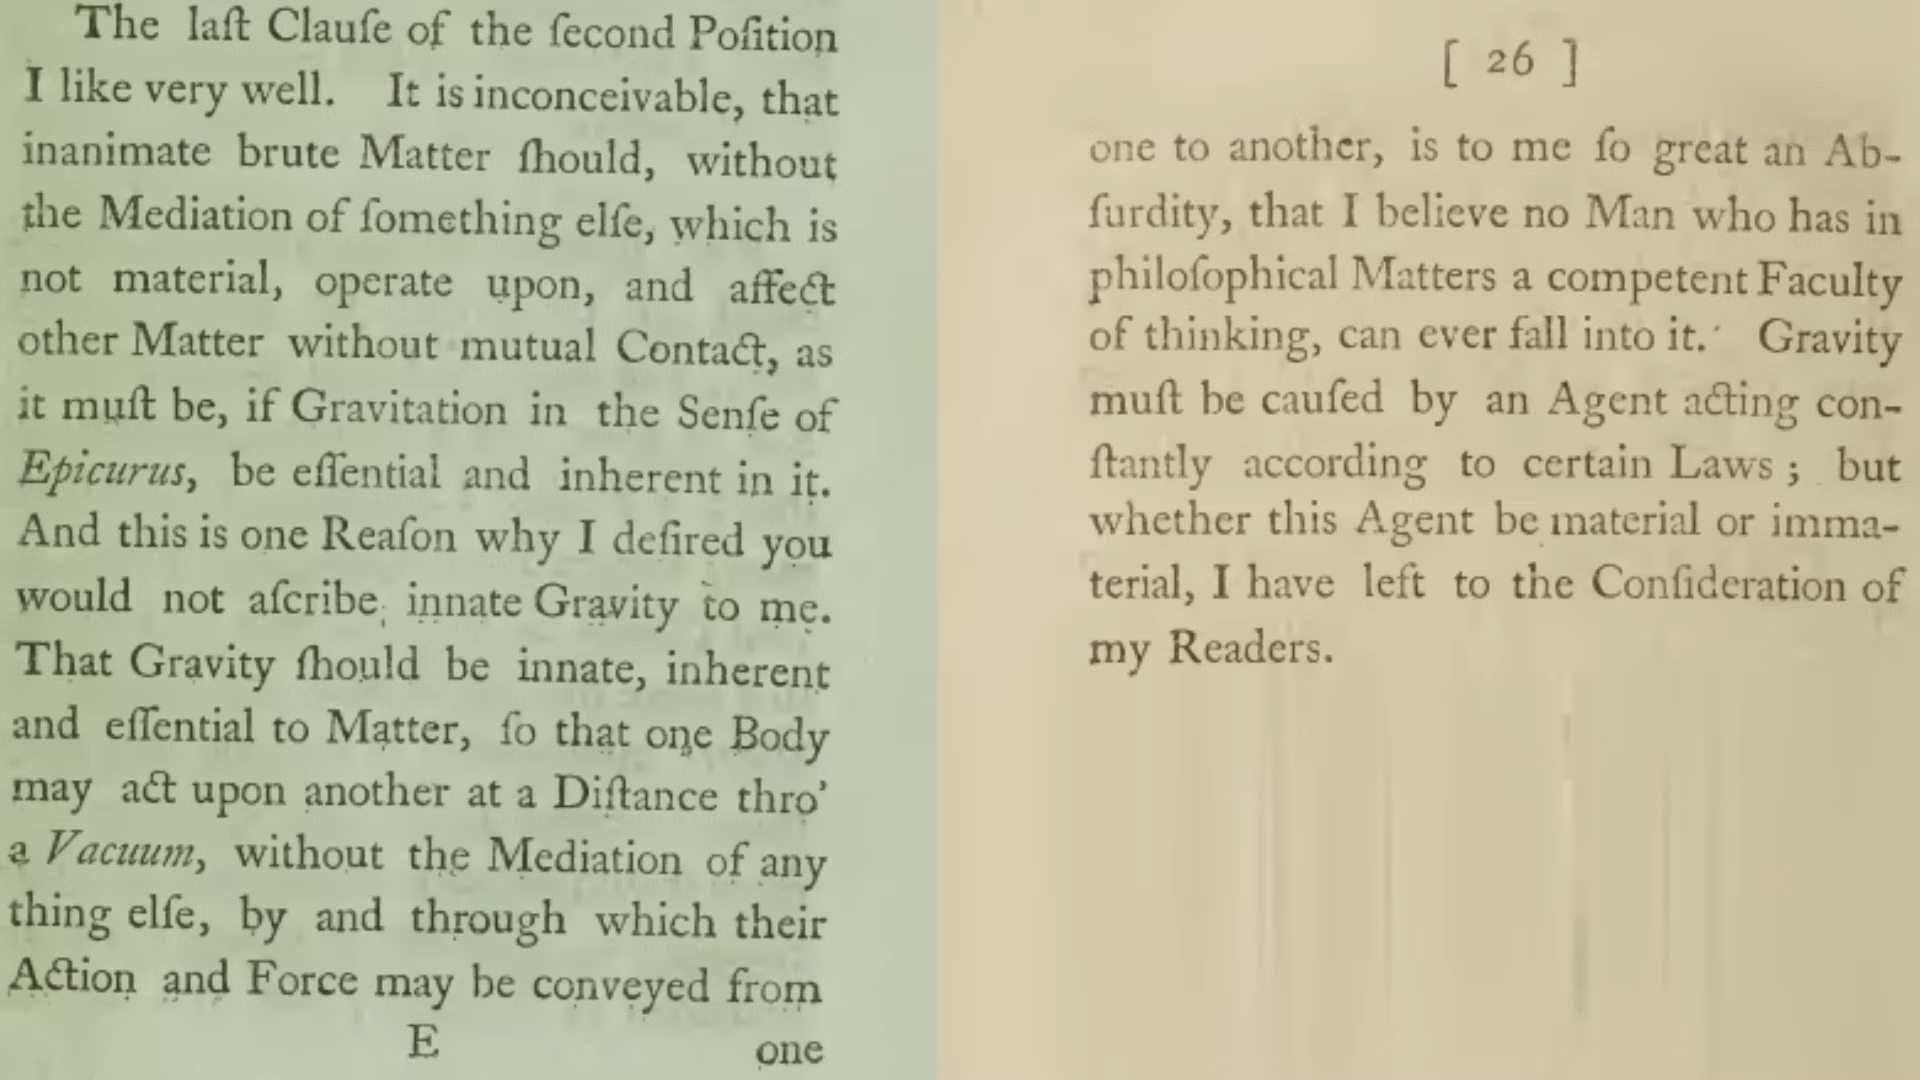 The laſt Clauſe of the ſecond Poſition
I like very well. It is inconceivable, that
inanimate brute Matter ſhould, without
the Mediation of ſomething elſe, which is
not material, operate upon, and affect
other Matter without mutual Contact, as
it muſt be, if Gravitation in the Senſe of
Epicurus, be eſſential and inherent in it.
And this is one Reaſon why I deſired you
would not aſcribe innate Gravity to me.
That Gravity ſhould be innate, inherent
and eſſential to Matter, ſo that one Body
may act upon another at a Diſtance thro'
a Vacuum, without the Mediation of any
thing elſe, by and through which their
Action and Force may be conveyed from
E one
[ 26 ]
one to another, is to me ſo great an Ab-
ſurdity, that I believe no Man who has in
philoſophical Matters a competent Faculty
of thinking, can ever fall into it. Gravity
muſt be cauſed by an Agent acting con-
ſtantly according to certain Laws ; but
whether this Agent be material or imma-
terial, I have left to the Conſideration of
my Readers.